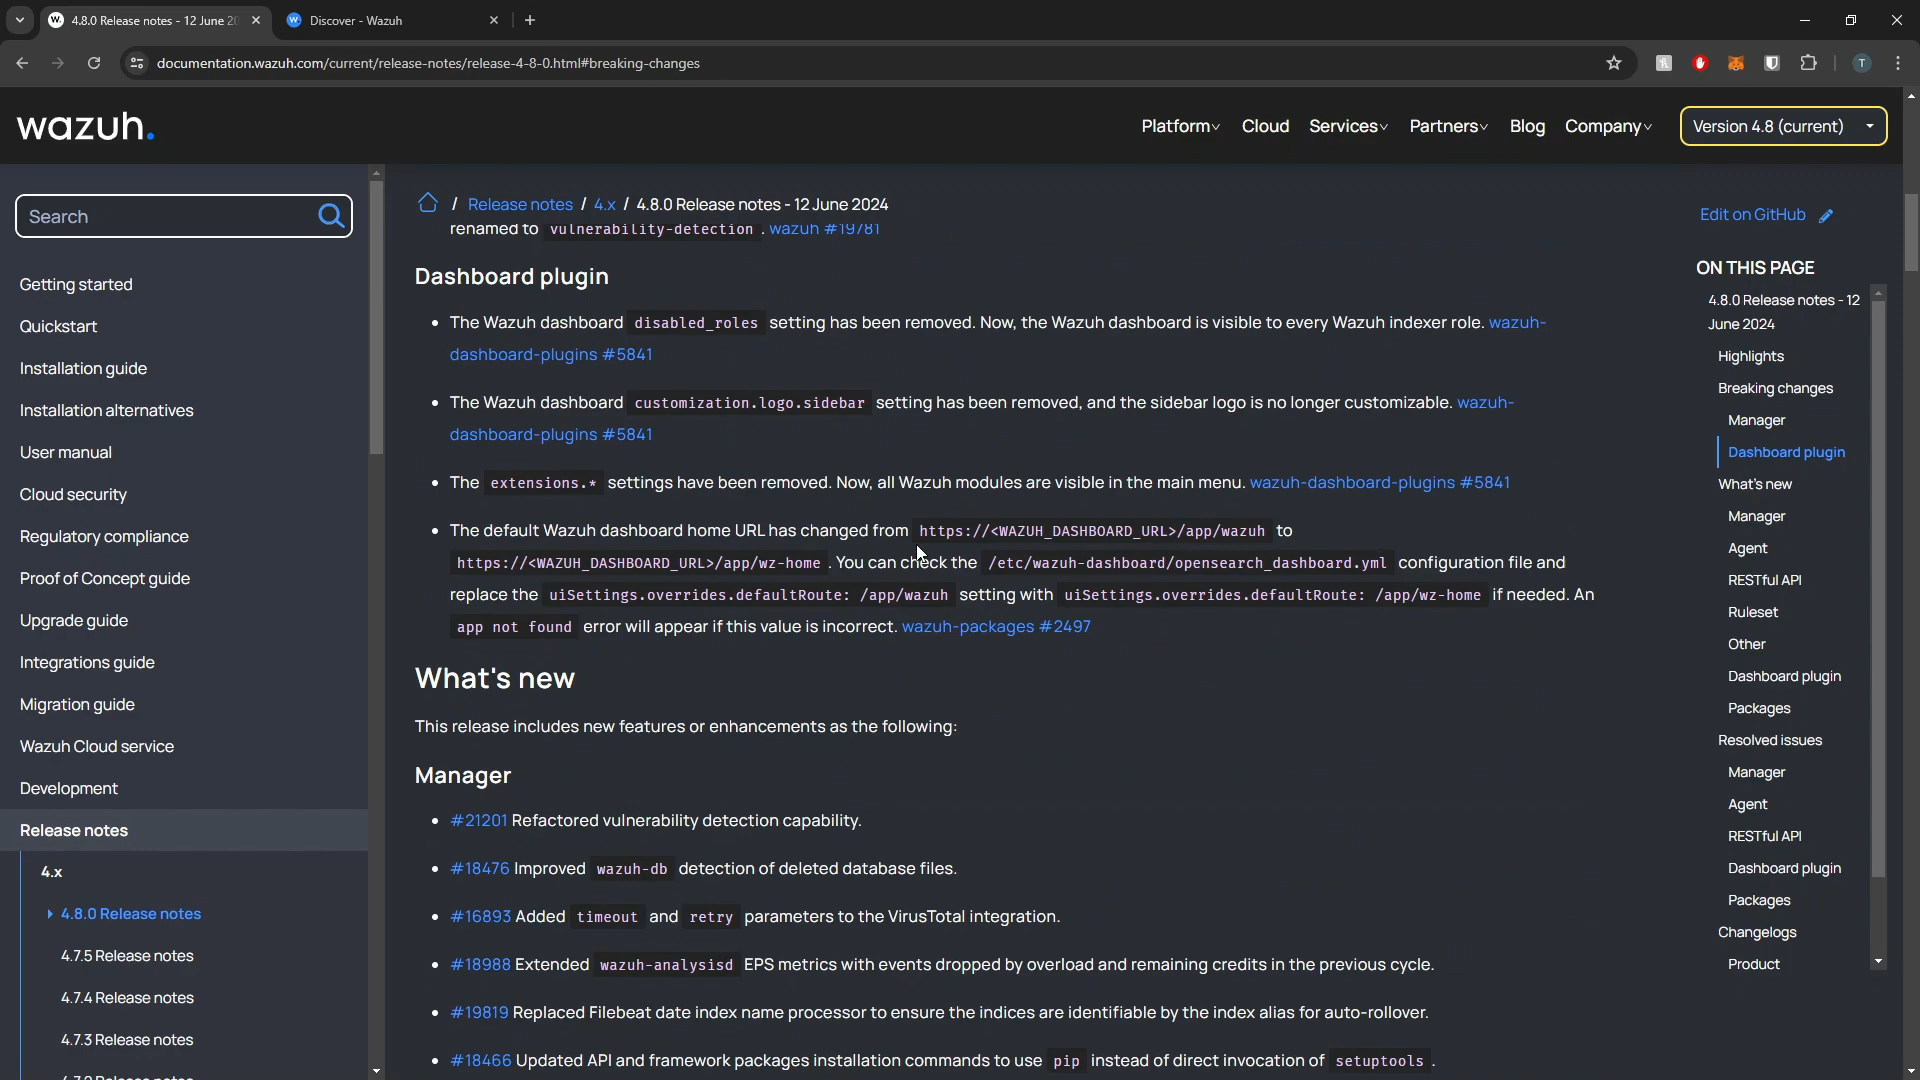 4.8.0 Release notes - 12 June 20
Discover - Wazuh
documentation.wazuh.com/current/release-notes/release-4-8-0.html#breaking-changes
T
wazuh.
Platform
Cloud
Services
Partners
Blog
Company
Version 4.8 (current)
Search
Getting started
Quickstart
Installation guide
Installation alternatives
User manual
Cloud security
Regulatory compliance
Proof of Concept guide
Upgrade guide
Integrations guide
Migration guide
Wazuh Cloud service
Development
Release notes
4.x
4.8.0 Release notes
4.7.5 Release notes
4.7.4 Release notes
4.7.3 Release notes
/ Release notes / 4.x / 4.8.0 Release notes - 12 June 2024
renamed to vulnerability-detection . wazuh #19781
Dashboard plugin
• The Wazuh dashboard disabled_roles setting has been removed. Now, the Wazuh dashboard is visible to every Wazuh indexer role. wazuh-
dashboard-plugins #5841
• The Wazuh dashboard customization.logo.sidebar setting has been removed, and the sidebar logo is no longer customizable. wazuh-
dashboard-plugins #5841
• The extensions.* settings have been removed. Now, all Wazuh modules are visible in the main menu. wazuh-dashboard-plugins #5841
• The default Wazuh dashboard home URL has changed from https://<WAZUH_DASHBOARD_URL>/app/wazuh to
https://<WAZUH_DASHBOARD_URL>/app/wz-home . You can check the /etc/wazuh-dashboard/opensearch_dashboard.yml configuration file and
replace the uiSettings.overrides.defaultRoute: /app/wazuh setting with uiSettings.overrides.defaultRoute: /app/wz-home if needed. An
app not found error will appear if this value is incorrect. wazuh-packages #2497
What's new
This release includes new features or enhancements as the following:
Manager
• #21201 Refactored vulnerability detection capability.
• #18476 Improved wazuh-db detection of deleted database files.
• #16893 Added timeout and retry parameters to the VirusTotal integration.
• #18988 Extended wazuh-analysisd EPS metrics with events dropped by overload and remaining credits in the previous cycle.
• #19819 Replaced Filebeat date index name processor to ensure the indices are identifiable by the index alias for auto-rollover.
• #18466 Updated API and framework packages installation commands to use pip instead of direct invocation of setuptools .
Edit on GitHub
ON THIS PAGE
4.8.0 Release notes - 12
June 2024
Highlights
Breaking changes
Manager
Dashboard plugin
What's new
Manager
Agent
RESTful API
Ruleset
Other
Dashboard plugin
Packages
Resolved issues
Manager
Agent
RESTful API
Dashboard plugin
Packages
Changelogs
Product